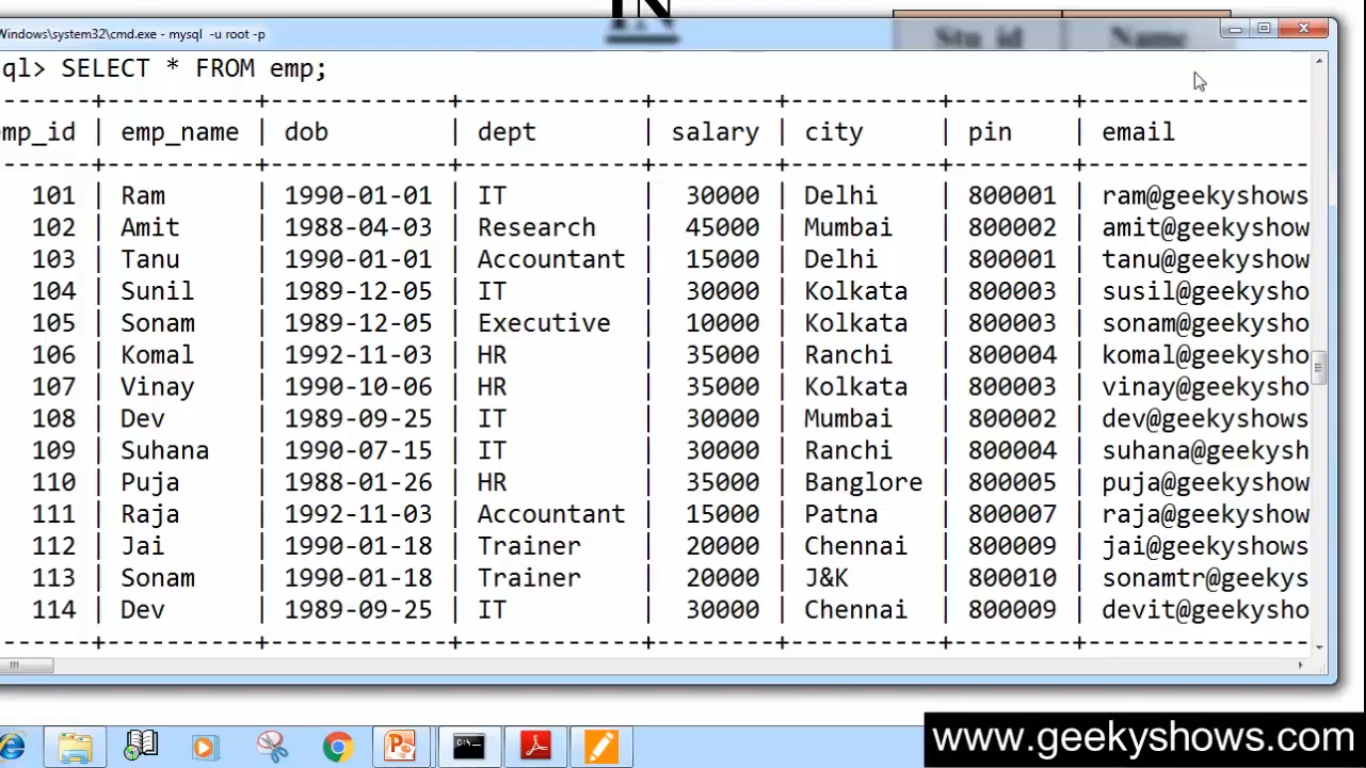 IN
Stu_id Name
Windows\system32\cmd.exe - mysql -u root -p
ql> SELECT * FROM emp;
------+----------+-------------+-------------+---------+-----------+--------+---------------
mp_id | emp_name | dob | dept | salary | city | pin | email
------+----------+-------------+-------------+---------+-----------+--------+---------------
101 | Ram | 1990-01-01 | IT | 30000 | Delhi | 800001 | ram@geekyshows
102 | Amit | 1988-04-03 | Research | 45000 | Mumbai | 800002 | amit@geekyshow
103 | Tanu | 1990-01-01 | Accountant | 15000 | Delhi | 800001 | tanu@geekyshow
104 | Sunil | 1989-12-05 | IT | 30000 | Kolkata | 800003 | susil@geekysho
105 | Sonam | 1989-12-05 | Executive | 10000 | Kolkata | 800003 | sonam@geekysho
106 | Komal | 1992-11-03 | HR | 35000 | Ranchi | 800004 | komal@geekysho
107 | Vinay | 1990-10-06 | HR | 35000 | Kolkata | 800003 | vinay@geekysho
108 | Dev | 1989-09-25 | IT | 30000 | Mumbai | 800002 | dev@geekyshows
109 | Suhana | 1990-07-15 | IT | 30000 | Ranchi | 800004 | suhana@geekysh
110 | Puja | 1988-01-26 | HR | 35000 | Banglore | 800005 | puja@geekyshow
111 | Raja | 1992-11-03 | Accountant | 15000 | Patna | 800007 | raja@geekyshow
112 | Jai | 1990-01-18 | Trainer | 20000 | Chennai | 800009 | jai@geekyshows
113 | Sonam | 1990-01-18 | Trainer | 20000 | J&K | 800010 | sonamtr@geekys
114 | Dev | 1989-09-25 | IT | 30000 | Chennai | 800009 | devit@geekysho
------+----------+-------------+-------------+---------+-----------+--------+---------------
www.geekyshows.com